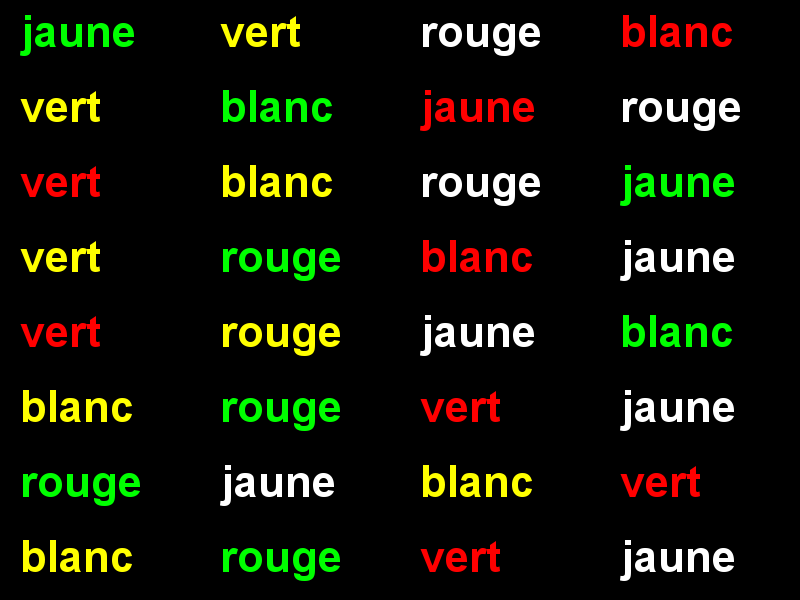 jaune vert rouge blanc
vert blanc jaune rouge
vert blanc rouge jaune
vert rouge blanc jaune
vert rouge jaune blanc
blanc rouge vert jaune
rouge jaune blanc vert
blanc rouge vert jaune